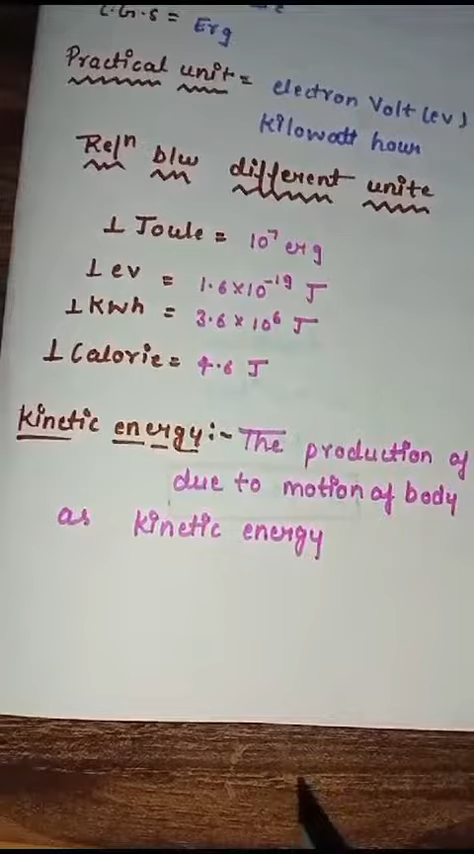 C.G.S = Erg
Practical unit = electron Volt (ev)
kilowatt hour
Relⁿ b/w different unite
1 Joule = 10⁷ erg
1 ev = 1.6×10⁻¹⁹ J
1 Kwh = 3.6×10⁶ J
1 Calorie = 4.6 J
Kinetic energy :- The production of
due to motion of body
as kinetic energy